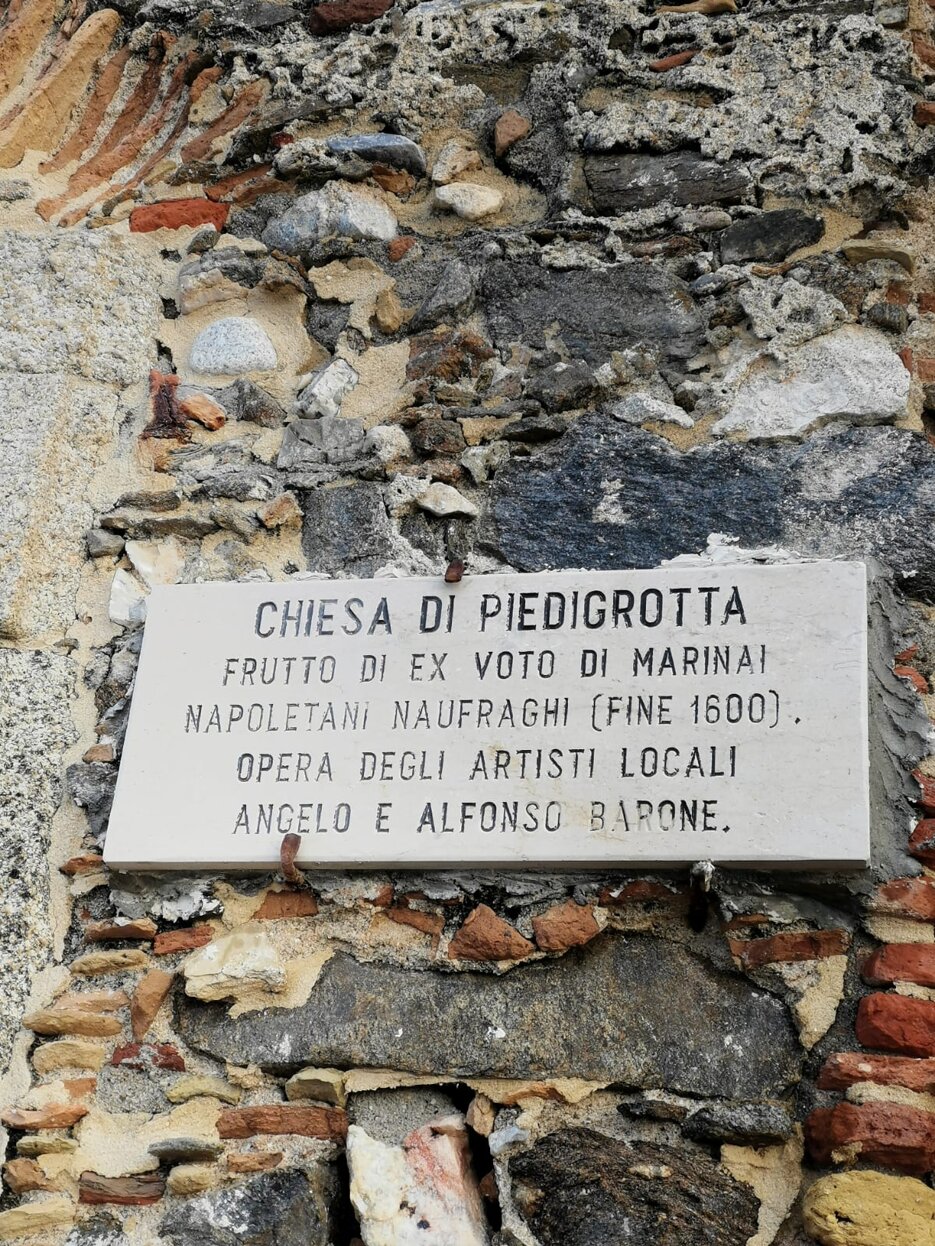 CHIESA DI PIEDIGROTTA
FRUTTO DI EX VOTO DI MARINAI
NAPOLETANI NAUFRAGHI (FINE 1600).
OPERA DEGLI ARTISTI LOCALI
ANGELO E ALFONSO BARONE.